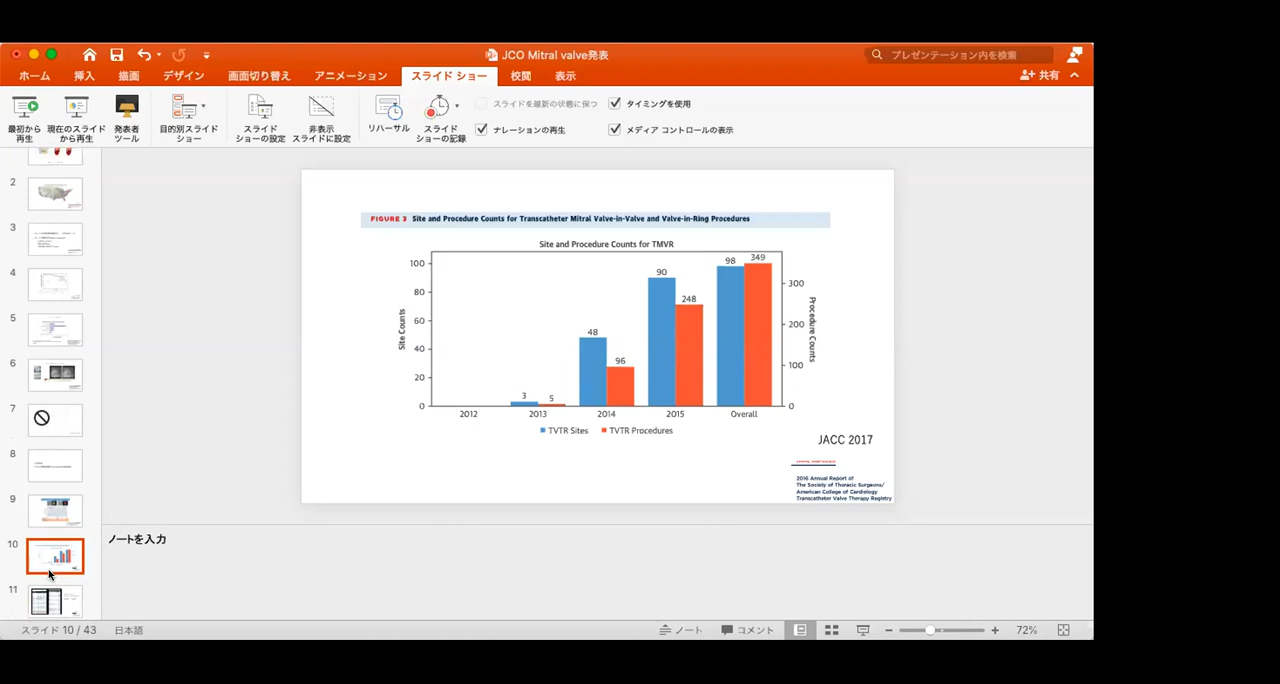 JCO Mitral valve発表
プレゼンテーション内を検索
ホーム 挿入 描画 デザイン 画面切り替え アニメーション スライド ショー 校閲 表示 共有
最初から再生
現在のスライドから再生
発表者ツール
目的別スライドショー
スライドショーの設定
非表示スライドに設定
リハーサル
スライドショーの記録
スライドを最新の状態に保つ
タイミングを使用
ナレーションの再生
メディア コントロールの表示
2
3
4
5
6
7
8
9
10
11
FIGURE 3 Site and Procedure Counts for Transcatheter Mitral Valve-in-Valve and Valve-in-Ring Procedures
Site and Procedure Counts for TMVR
Site Counts
100
80
60
40
20
0
3
5
48
96
90
248
98
349
300
200
100
0
Procedure Counts
2012 2013 2014 2015 Overall
TVTR Sites TVTR Procedures
JACC 2017
2016 Annual Report of
The Society of Thoracic Surgeons/
American College of Cardiology
Transcatheter Valve Therapy Registry
ノートを入力
スライド 10 / 43 日本語 ノート コメント 72%